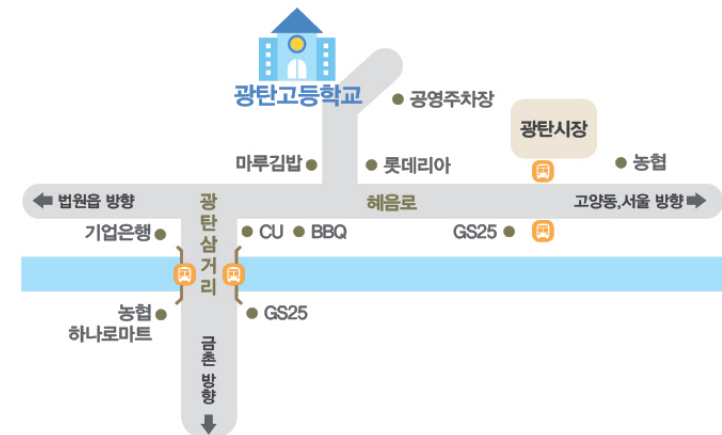 광탄고등학교
공영주차장
광탄시장
마루김밥
롯데리아
농협
법원읍 방향
광탄삼거리
혜음로
고양동,서울 방향
기업은행
CU
BBQ
GS25
농협
하나로마트
GS25
금촌 방향